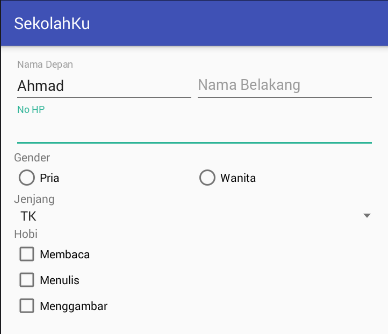 SekolahKu
Nama Depan
Ahmad Nama Belakang
No HP
Gender
Pria Wanita
Jenjang
TK
Hobi
Membaca
Menulis
Menggambar